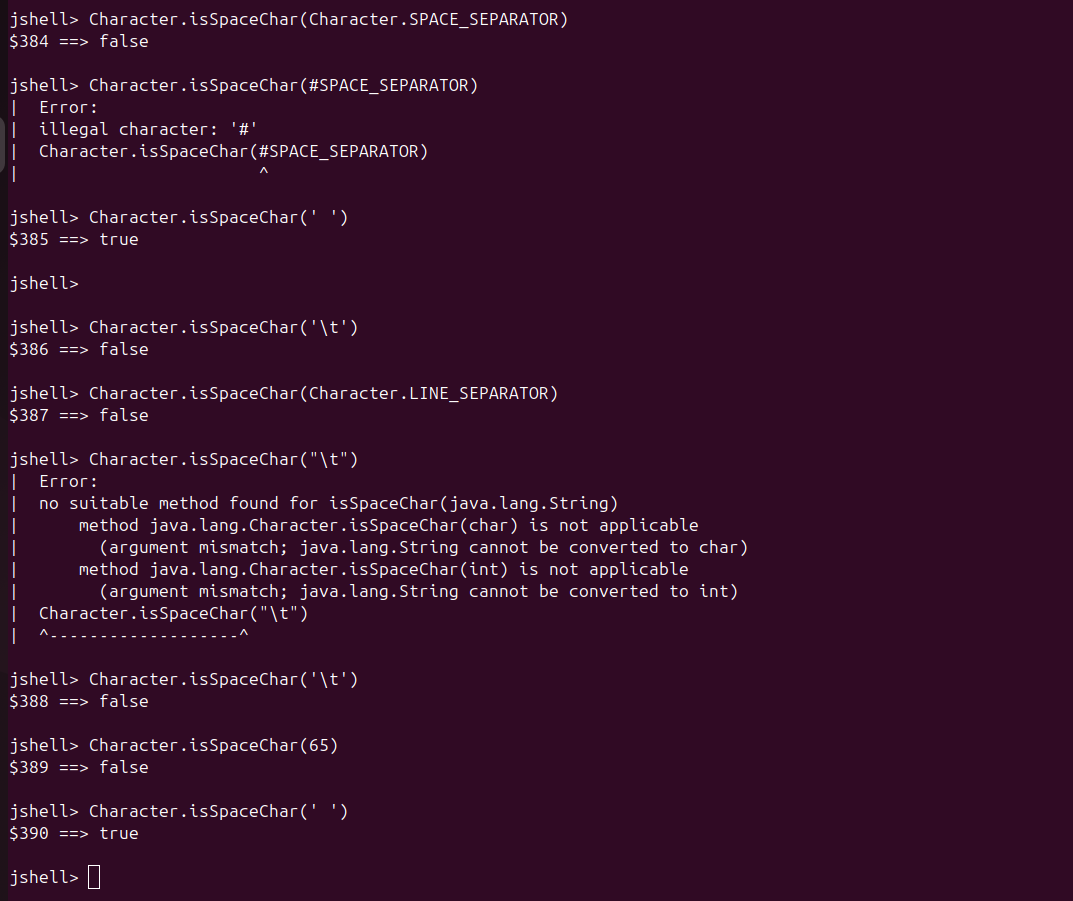 jshell> Character.isSpaceChar(Character.SPACE_SEPARATOR)
$384 ==> false
jshell> Character.isSpaceChar(#SPACE_SEPARATOR)
|  Error:
|  illegal character: '#'
|  Character.isSpaceChar(#SPACE_SEPARATOR)
|                        ^
jshell> Character.isSpaceChar(' ')
$385 ==> true
jshell>
jshell> Character.isSpaceChar('\t')
$386 ==> false
jshell> Character.isSpaceChar(Character.LINE_SEPARATOR)
$387 ==> false
jshell> Character.isSpaceChar("\t")
|  Error:
|  no suitable method found for isSpaceChar(java.lang.String)
|      method java.lang.Character.isSpaceChar(char) is not applicable
|        (argument mismatch; java.lang.String cannot be converted to char)
|      method java.lang.Character.isSpaceChar(int) is not applicable
|        (argument mismatch; java.lang.String cannot be converted to int)
|  Character.isSpaceChar("\t")
|  ^-------------------^
jshell> Character.isSpaceChar('\t')
$388 ==> false
jshell> Character.isSpaceChar(65)
$389 ==> false
jshell> Character.isSpaceChar(' ')
$390 ==> true
jshell>